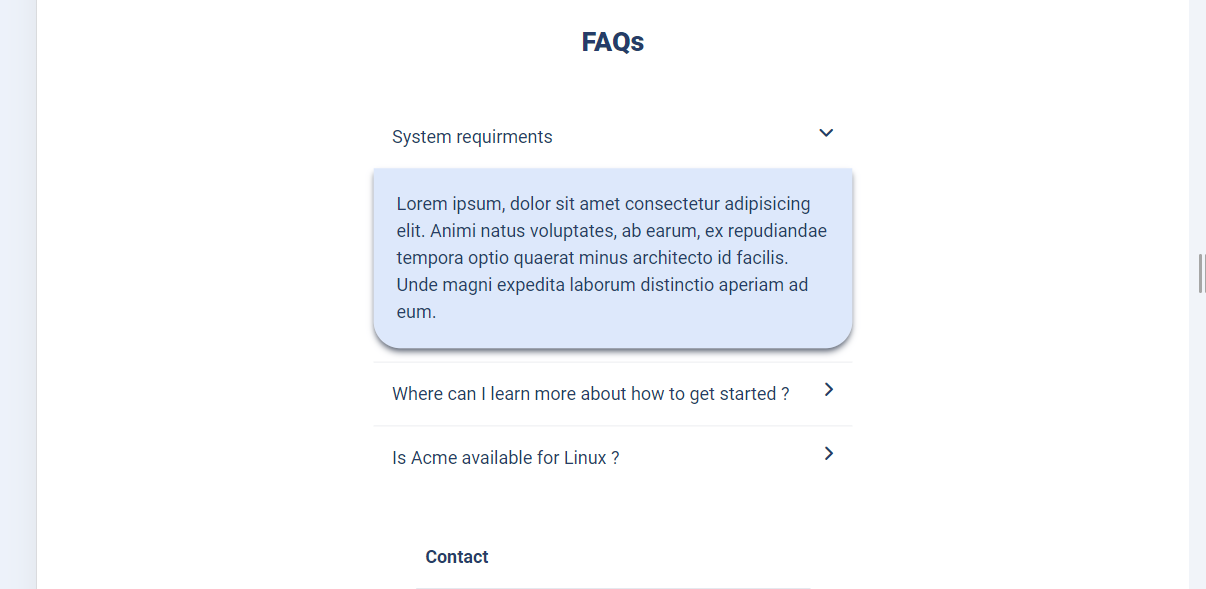 FAQs
System requirments
Lorem ipsum, dolor sit amet consectetur adipisicing
elit. Animi natus voluptates, ab earum, ex repudiandae
tempora optio quaerat minus architecto id facilis.
Unde magni expedita laborum distinctio aperiam ad
eum.
Where can I learn more about how to get started ?
Is Acme available for Linux ?
Contact